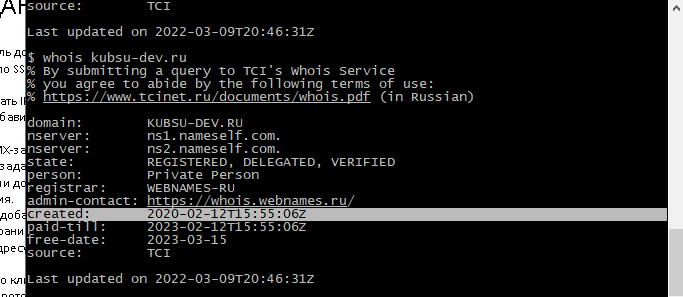 ДАН
source:        TCI
Last updated on 2022-03-09T20:46:31Z
$ whois kubsu-dev.ru
% By submitting a query to TCI's Whois Service
% you agree to abide by the following terms of use:
% https://www.tcinet.ru/documents/whois.pdf (in Russian)
domain:        KUBSU-DEV.RU
nserver:       ns1.nameself.com.
nserver:       ns2.nameself.com.
state:         REGISTERED, DELEGATED, VERIFIED
person:        Private Person
registrar:     WEBNAMES-RU
admin-contact: https://whois.webnames.ru/
created:       2020-02-12T15:55:06Z
paid-till:     2023-02-12T15:55:06Z
free-date:     2023-03-15
source:        TCI
Last updated on 2022-03-09T20:46:31Z